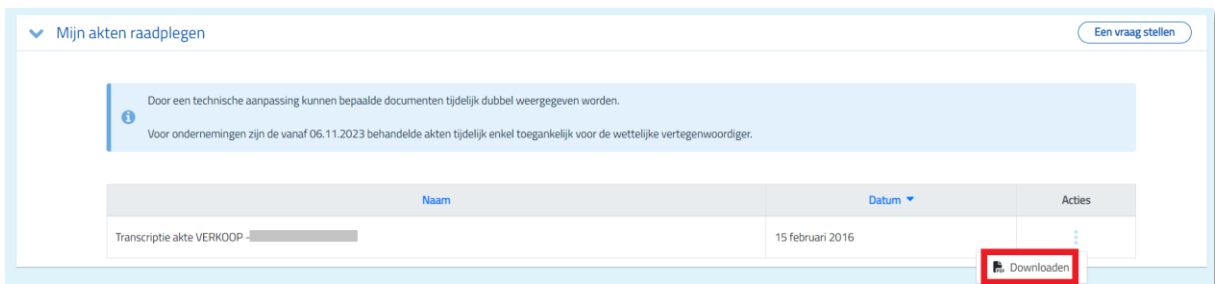 Mijn akten raadplegen
Een vraag stellen
Door een technische aanpassing kunnen bepaalde documenten tijdelijk dubbel weergegeven worden.
Voor ondernemingen zijn de vanaf 06.11.2023 behandelde akten tijdelijk enkel toegankelijk voor de wettelijke vertegenwoordiger.
Naam Datum Acties
Transcriptie akte VERKOOP - 15 februari 2016
Downloaden